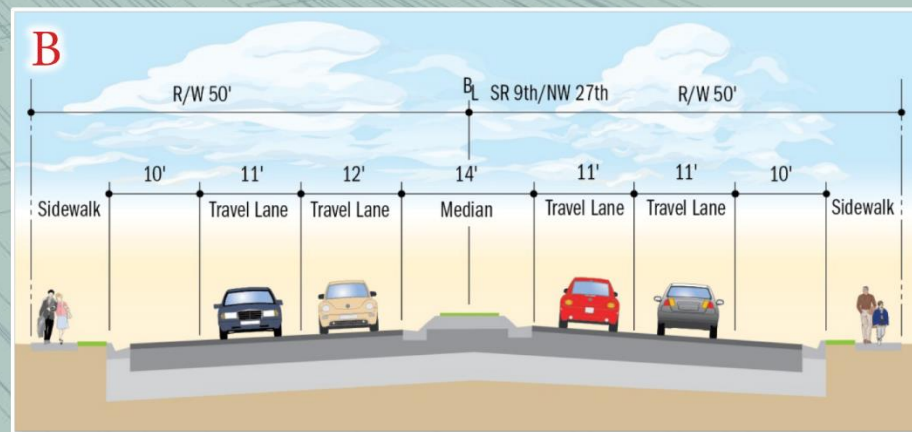 B
R/W 50' BL SR 9th/NW 27th R/W 50'
10' 11' 12' 14' 11' 11' 10'
Sidewalk Travel Lane Travel Lane Median Travel Lane Travel Lane Sidewalk